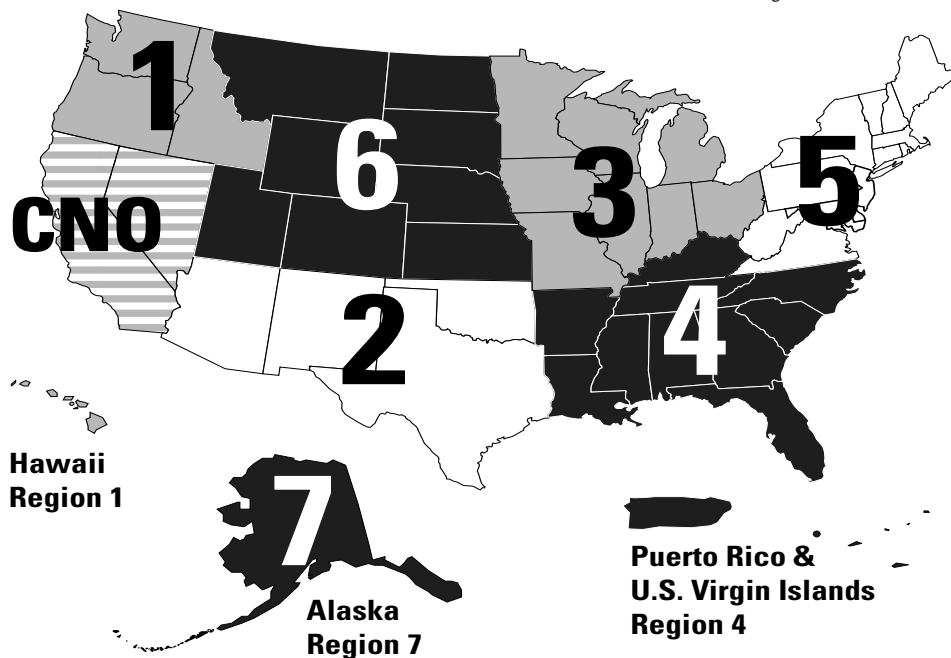 1
6
3
5
CNO
2
4
Hawaii
Region 1
7
Alaska
Region 7
Puerto Rico &
U.S. Virgin Islands
Region 4